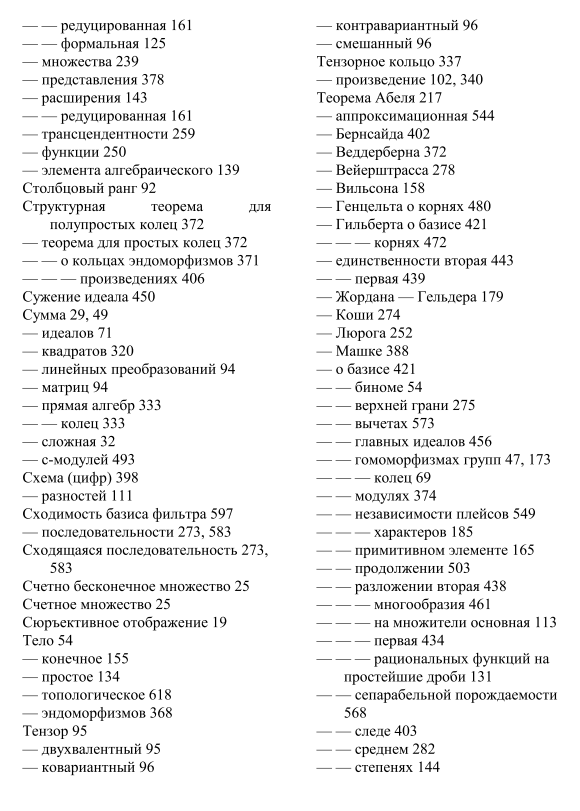 — — редуцированная 161
— — формальная 125
— множества 239
— представления 378
— расширения 143
— — редуцированная 161
— трансцендентности 259
— функции 250
— элемента алгебраического 139
Столбцовый ранг 92
Структурная теорема для
полупростых колец 372
— теорема для простых колец 372
— — о кольцах эндоморфизмов 371
— — — произведениях 406
Сужение идеала 450
Сумма 29, 49
— идеалов 71
— квадратов 320
— линейных преобразований 94
— матриц 94
— прямая алгебр 333
— — колец 333
— сложная 32
— с-модулей 493
Схема (цифр) 398
— разностей 111
Сходимость базиса фильтра 597
— последовательности 273, 583
Сходящаяся последовательность 273,
583
Счетно бесконечное множество 25
Счетное множество 25
Сюръективное отображение 19
Тело 54
— конечное 155
— простое 134
— топологическое 618
— эндоморфизмов 368
Тензор 95
— двухвалентный 95
— ковариантный 96
— контравариантный 96
— смешанный 96
Тензорное кольцо 337
— произведение 102, 340
Теорема Абеля 217
— аппроксимационная 544
— Бернсайда 402
— Веддерберна 372
— Вейерштрасса 278
— Вильсона 158
— Генцельта о корнях 480
— Гильберта о базисе 421
— — — корнях 472
— единственности вторая 443
— — первая 439
— Жордана — Гельдера 179
— Коши 274
— Люрога 252
— Машке 388
— о базисе 421
— — биноме 54
— — верхней грани 275
— — вычетах 573
— — главных идеалов 456
— — гомоморфизмах групп 47, 173
— — — колец 69
— — модулях 374
— — независимости плейсов 549
— — — характеров 185
— — примитивном элементе 165
— — продолжении 503
— — разложении вторая 438
— — — многообразия 461
— — — на множители основная 113
— — — первая 434
— — — рациональных функций на
простейшие дроби 131
— — сепарабельной порождаемости
568
— — следе 403
— — среднем 282
— — степенях 144